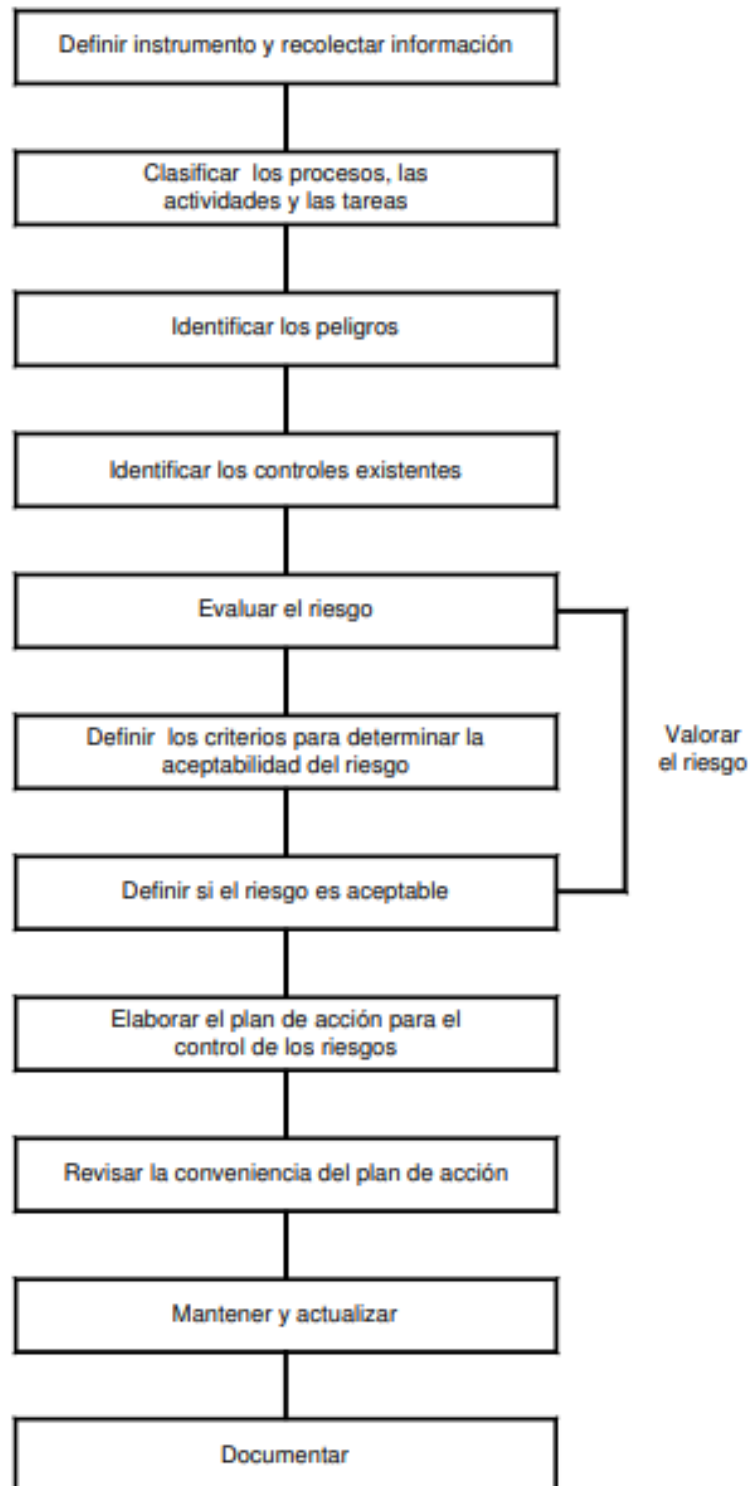 Definir instrumento y recolectar información
Clasificar los procesos, las
actividades y las tareas
Identificar los peligros
Identificar los controles existentes
Evaluar el riesgo
Definir los criterios para determinar la
aceptabilidad del riesgo
Valorar
el riesgo
Definir si el riesgo es aceptable
Elaborar el plan de acción para el
control de los riesgos
Revisar la conveniencia del plan de acción
Mantener y actualizar
Documentar